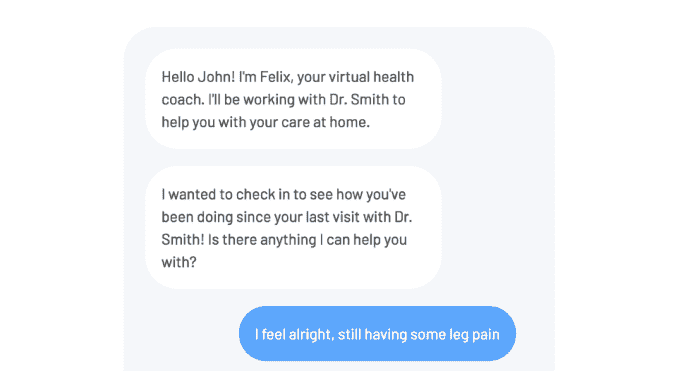 Hello John! I'm Felix, your virtual health
coach. I'll be working with Dr. Smith to
help you with your care at home.
I wanted to check in to see how you've
been doing since your last visit with Dr.
Smith! Is there anything I can help you
with?
I feel alright, still having some leg pain